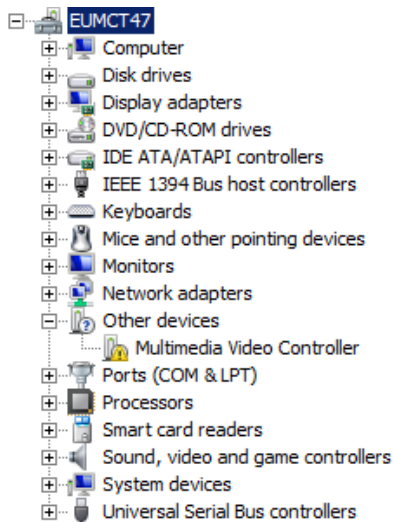 EUMCT47
Computer
Disk drives
Display adapters
DVD/CD-ROM drives
IDE ATA/ATAPI controllers
IEEE 1394 Bus host controllers
Keyboards
Mice and other pointing devices
Monitors
Network adapters
Other devices
Multimedia Video Controller
Ports (COM & LPT)
Processors
Smart card readers
Sound, video and game controllers
System devices
Universal Serial Bus controllers